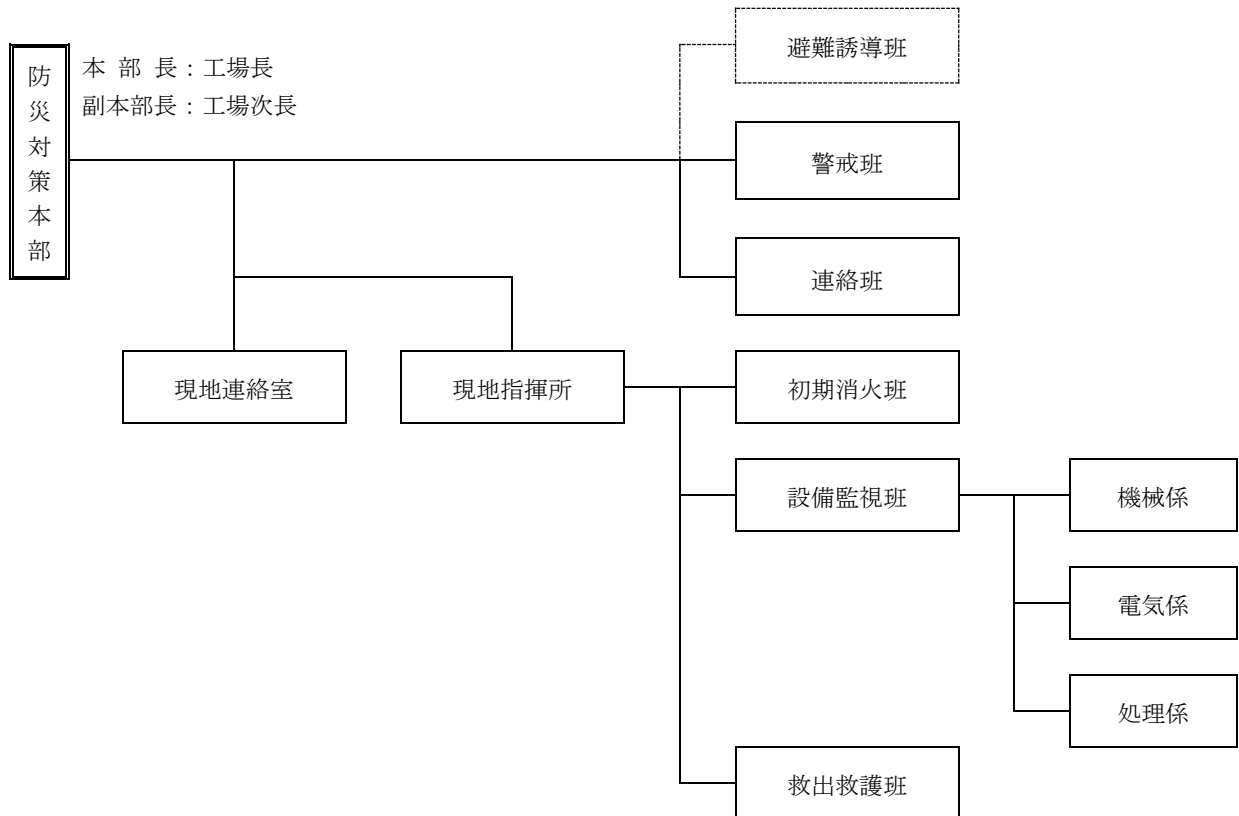 防災対策本部
本 部 長：工場長
副本部長：工場次長
避難誘導班
警戒班
連絡班
現地連絡室
現地指揮所
初期消火班
設備監視班
機械係
電気係
処理係
救出救護班